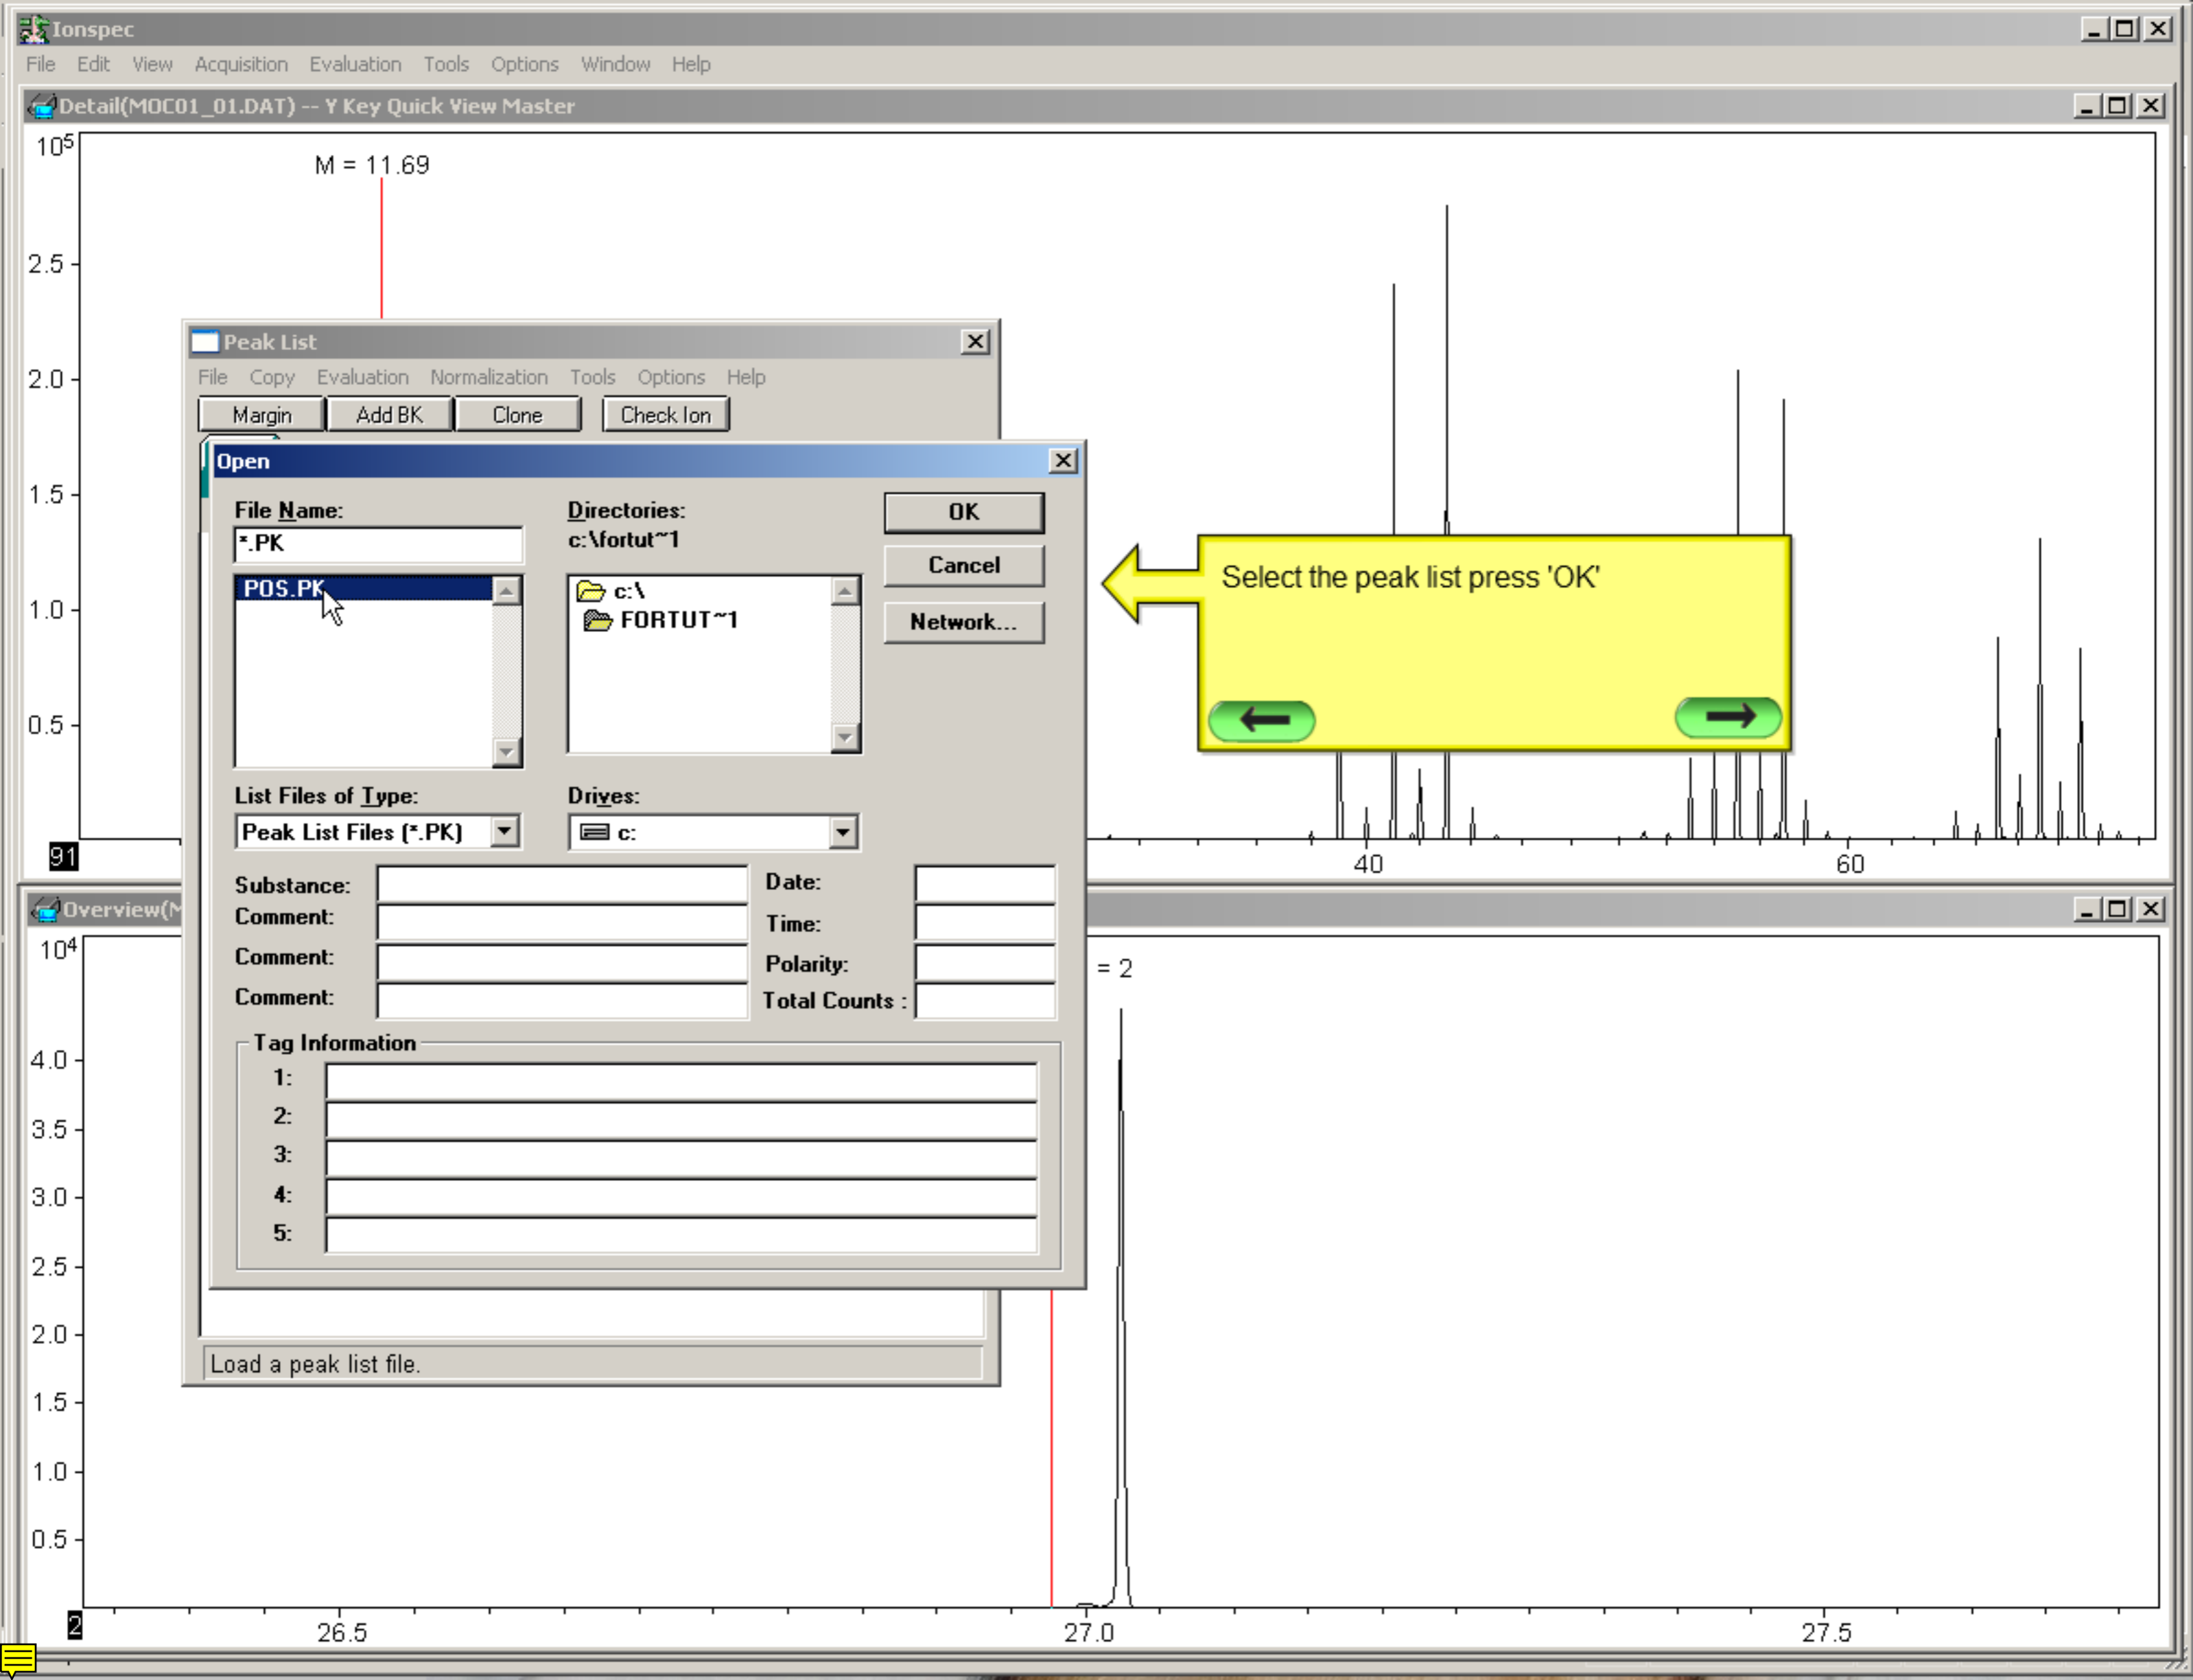 Ionspec
File Edit View Acquisition Evaluation Tools Options Window Help
Detail(MOC01_01.DAT) -- Y Key Quick View Master
10⁵
M = 11.69
2.5
2.0
1.5
1.0
0.5
91
40 60
Peak List
File Copy Evaluation Normalization Tools Options Help
Margin Add BK Clone Check Ion
Open
File Name:
*.PK
POS.PK
Directories:
c:\fortut~1
c:\
FORTUT~1
OK
Cancel
Network...
Select the peak list press 'OK'
List Files of Type:
Peak List Files (*.PK)
Drives:
c:
Substance:
Comment:
Comment:
Comment:
Date:
Time:
Polarity:
Total Counts :
Tag Information
1:
2:
3:
4:
5:
Load a peak list file.
Overview(M
10⁴
= 2
4.0
3.5
3.0
2.5
2.0
1.5
1.0
0.5
2
26.5 27.0 27.5